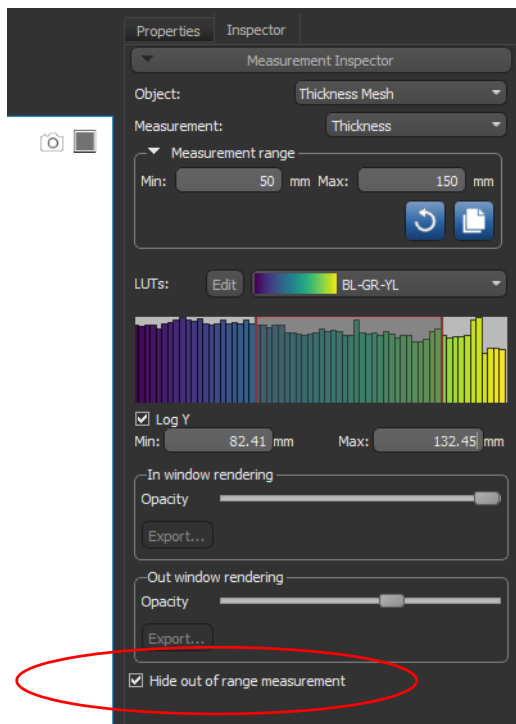 Properties Inspector
Measurement Inspector
Object: Thickness Mesh
Measurement: Thickness
Measurement range
Min: 50 mm Max: 150 mm
LUTs: Edit BL-GR-YL
Log Y
Min: 82.41 mm Max: 132.45 mm
In window rendering
Opacity
Export...
Out window rendering
Opacity
Export...
Hide out of range measurement